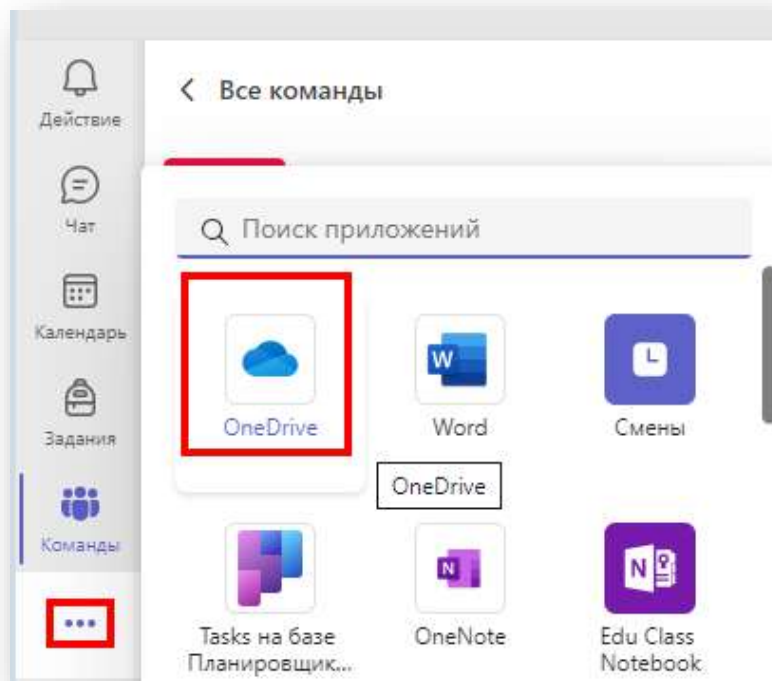 Действие
Чат
Календарь
Задания
Команды
Все команды
Поиск приложений
OneDrive
Word
Смены
OneDrive
Tasks на базе
Планировщик...
OneNote
Edu Class
Notebook